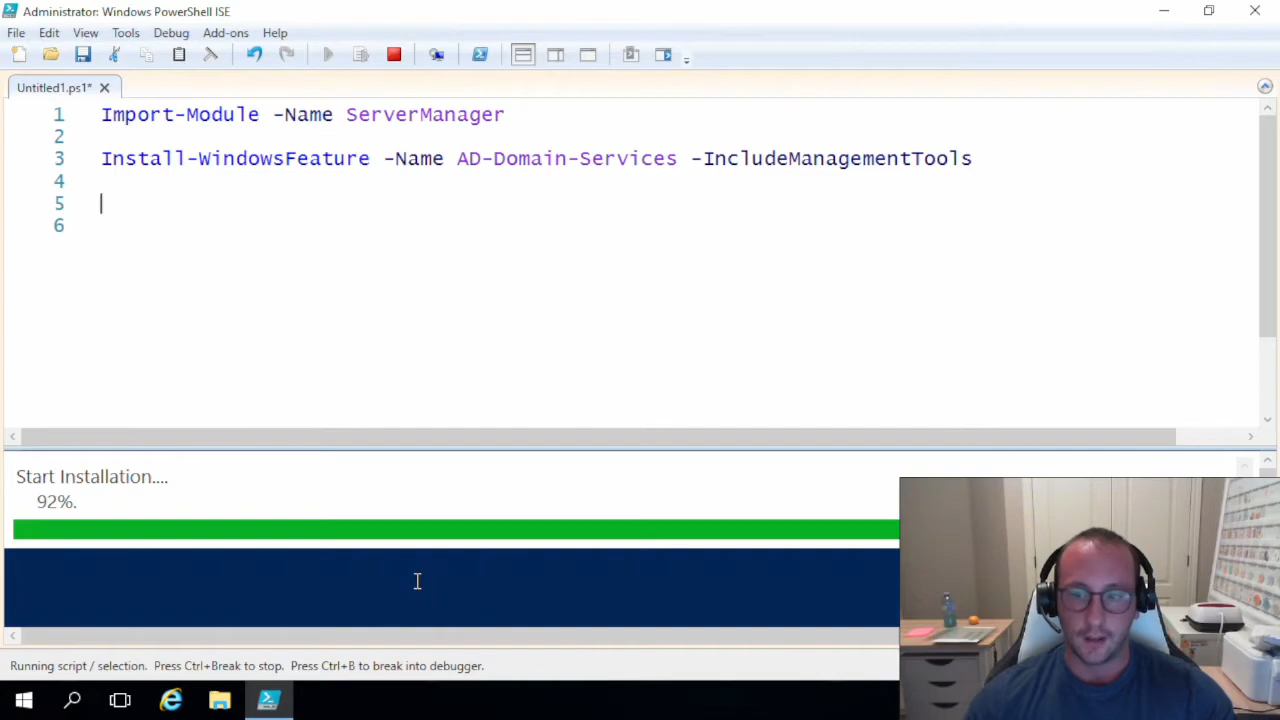 Administrator: Windows PowerShell ISE
File Edit View Tools Debug Add-ons Help
Untitled1.ps1*
1 Import-Module -Name ServerManager
2
3 Install-WindowsFeature -Name AD-Domain-Services -IncludeManagementTools
4
5
6
Start Installation....
92%.
Running script / selection. Press Ctrl+Break to stop. Press Ctrl+B to break into debugger.